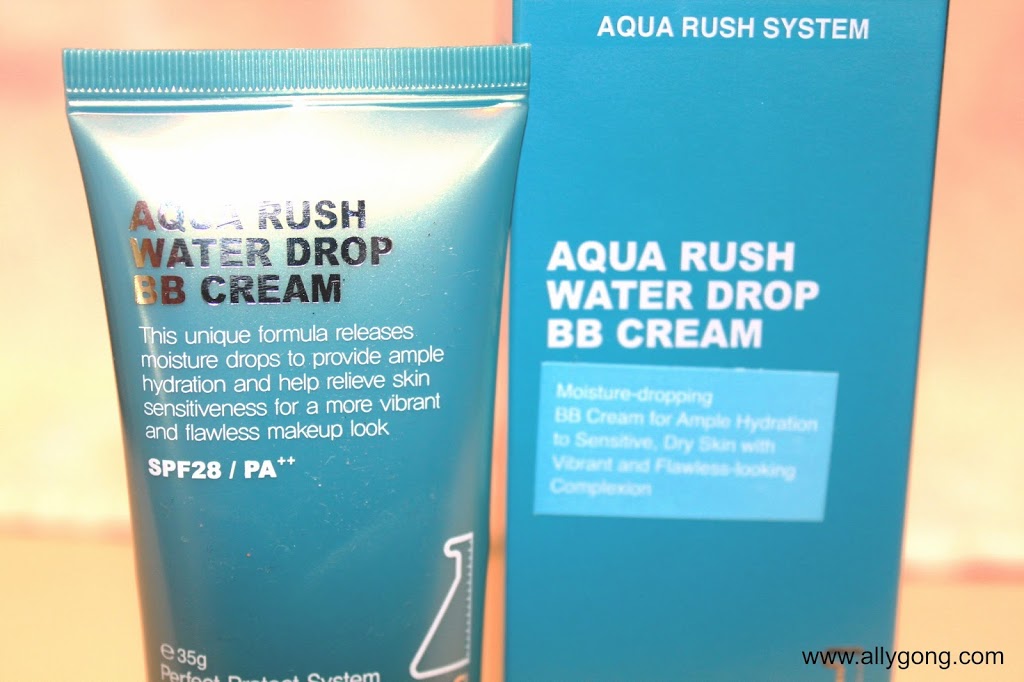 AQUA RUSH
WATER DROP
BB CREAM
This unique formula releases
moisture drops to provide ample
hydration and help relieve skin
sensitiveness for a more vibrant
and flawless makeup look
SPF28 / PA++
℮35g
Perfect Protect System
AQUA RUSH SYSTEM
AQUA RUSH
WATER DROP
BB CREAM
Moisture-dropping
BB Cream for Ample Hydration
to Sensitive, Dry Skin with
Vibrant and Flawless-looking
Complexion
www.allygong.com